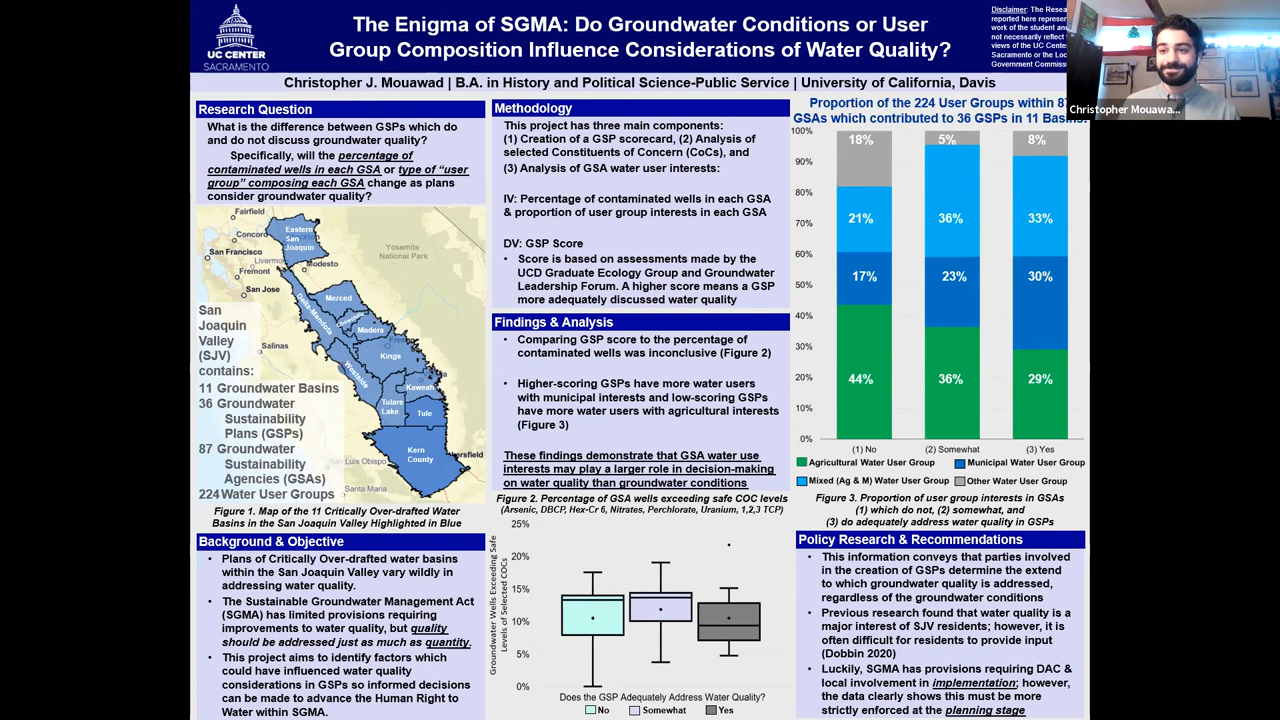 UC CENTER
SACRAMENTO
The Enigma of SGMA: Do Groundwater Conditions or User
Group Composition Influence Considerations of Water Quality?
Disclaimer: The Resea
reported here represen
work of the student and
not necessarily reflect
views of the UC Cente
Sacramento or the Loc
Government Commiss
Christopher Mouawa...
Christopher J. Mouawad | B.A. in History and Political Science-Public Service | University of California, Davis
Research Question
What is the difference between GSPs which do
and do not discuss groundwater quality?
Specifically, will the percentage of
contaminated wells in each GSA or type of “user
group” composing each GSA change as plans
consider groundwater quality?
Fairfield
Concord
San Francisco
Livermo
Fremont
San Jose
Modesto
Salinas
Yosemite
National Park
Eastern
San
Joaquin
Delta-Mendota
Merced
Chowchilla
Madera
Fresno
Kings
Westside
Kaweah
Tulare
Lake
Tule
Kern
County
kersfield
San Luis Obispo
Santa Maria
San
Joaquin
Valley
(SJV)
contains:
11 Groundwater Basins
36 Groundwater
Sustainability
Plans (GSPs)
87 Groundwater
Sustainability
Agencies (GSAs)
224 Water User Groups
Figure 1. Map of the 11 Critically Over-drafted Water
Basins in the San Joaquin Valley Highlighted in Blue
Background & Objective
• Plans of Critically Over-drafted water basins
within the San Joaquin Valley vary wildly in
addressing water quality.
• The Sustainable Groundwater Management Act
(SGMA) has limited provisions requiring
improvements to water quality, but quality
should be addressed just as much as quantity.
• This project aims to identify factors which
could have influenced water quality
considerations in GSPs so informed decisions
can be made to advance the Human Right to
Water within SGMA.
Methodology
This project has three main components:
(1) Creation of a GSP scorecard, (2) Analysis of
selected Constituents of Concern (CoCs), and
(3) Analysis of GSA water user interests:
IV: Percentage of contaminated wells in each GSA
& proportion of user group interests in each GSA
DV: GSP Score
• Score is based on assessments made by the
UCD Graduate Ecology Group and Groundwater
Leadership Forum. A higher score means a GSP
more adequately discussed water quality
Findings & Analysis
• Comparing GSP score to the percentage of
contaminated wells was inconclusive (Figure 2)
• Higher-scoring GSPs have more water users
with municipal interests and low-scoring GSPs
have more water users with agricultural interests
(Figure 3)
These findings demonstrate that GSA water use
interests may play a larger role in decision-making
on water quality than groundwater conditions
Figure 2. Percentage of GSA wells exceeding safe COC levels
(Arsenic, DBCP, Hex-Cr 6, Nitrates, Perchlorate, Uranium, 1,2,3 TCP)
Groundwater Wells Exceeding Safe
Levels of Selected COCs
25%
20%
15%
10%
5%
0%
Does the GSP Adequately Address Water Quality?
No Somewhat Yes
Proportion of the 224 User Groups within 87
GSAs which contributed to 36 GSPs in 11 Basins.
100%
90%
80%
70%
60%
50%
40%
30%
20%
10%
0%
18% 5% 8%
21% 36% 33%
17% 23% 30%
44% 36% 29%
(1) No (2) Somewhat (3) Yes
Agricultural Water User Group Municipal Water User Group
Mixed (Ag & M) Water User Group Other Water User Group
Figure 3. Proportion of user group interests in GSAs
(1) which do not, (2) somewhat, and
(3) do adequately address water quality in GSPs
Policy Research & Recommendations
• This information conveys that parties involved
in the creation of GSPs determine the extend
to which groundwater quality is addressed,
regardless of the groundwater conditions
• Previous research found that water quality is a
major interest of SJV residents; however, it is
often difficult for residents to provide input
(Dobbin 2020)
• Luckily, SGMA has provisions requiring DAC &
local involvement in implementation; however,
the data clearly shows this must be more
strictly enforced at the planning stage